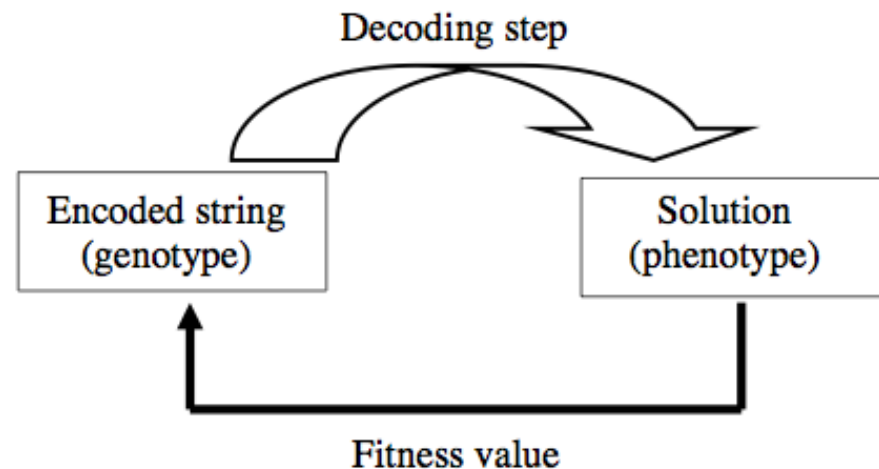 Decoding step
Encoded string
(genotype)
Solution
(phenotype)
Fitness value